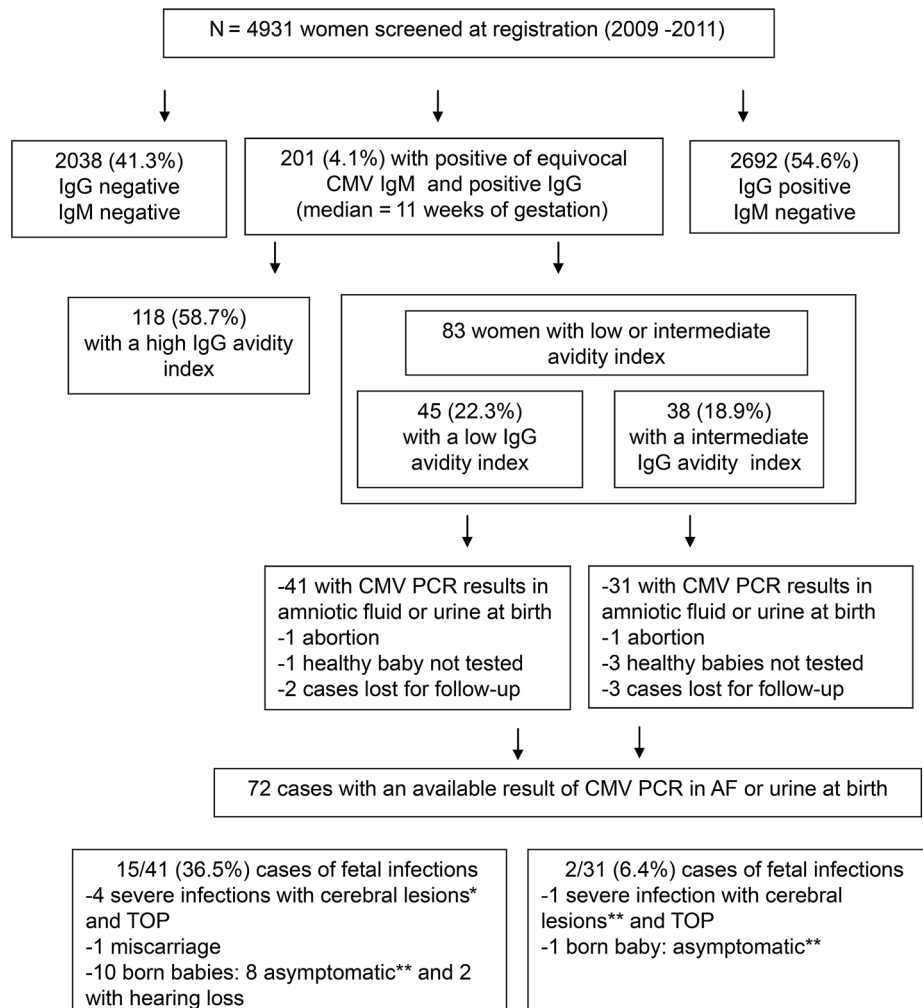 N = 4931 women screened at registration (2009 -2011)
2038 (41.3%)
IgG negative
IgM negative
201 (4.1%) with positive of equivocal
CMV IgM and positive IgG
(median = 11 weeks of gestation)
2692 (54.6%)
IgG positive
IgM negative
118 (58.7%)
with a high IgG avidity
index
83 women with low or intermediate
avidity index
45 (22.3%)
with a low IgG
avidity index
38 (18.9%)
with a intermediate
IgG avidity index
-41 with CMV PCR results in
amniotic fluid or urine at birth
-1 abortion
-1 healthy baby not tested
-2 cases lost for follow-up
-31 with CMV PCR results in
amniotic fluid or urine at birth
-1 abortion
-3 healthy babies not tested
-3 cases lost for follow-up
72 cases with an available result of CMV PCR in AF or urine at birth
15/41 (36.5%) cases of fetal infections
-4 severe infections with cerebral lesions*
and TOP
-1 miscarriage
-10 born babies: 8 asymptomatic** and 2
with hearing loss
2/31 (6.4%) cases of fetal infections
-1 severe infection with cerebral
lesions** and TOP
-1 born baby: asymptomatic**